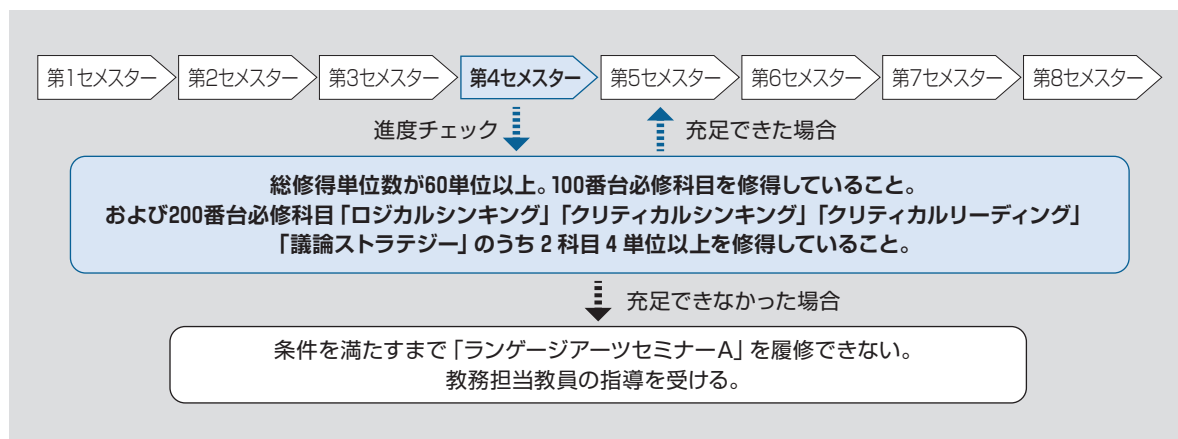 第1セメスター
第2セメスター
第3セメスター
第4セメスター
第5セメスター
第6セメスター
第7セメスター
第8セメスター
進度チェック
充足できた場合
総修得単位数が60単位以上。100番台必修科目を修得していること。
および200番台必修科目「ロジカルシンキング」「クリティカルシンキング」「クリティカルリーディング」
「議論ストラテジー」のうち2科目4単位以上を修得していること。
充足できなかった場合
条件を満たすまで「ランゲージアーツセミナーA」を履修できない。
教務担当教員の指導を受ける。